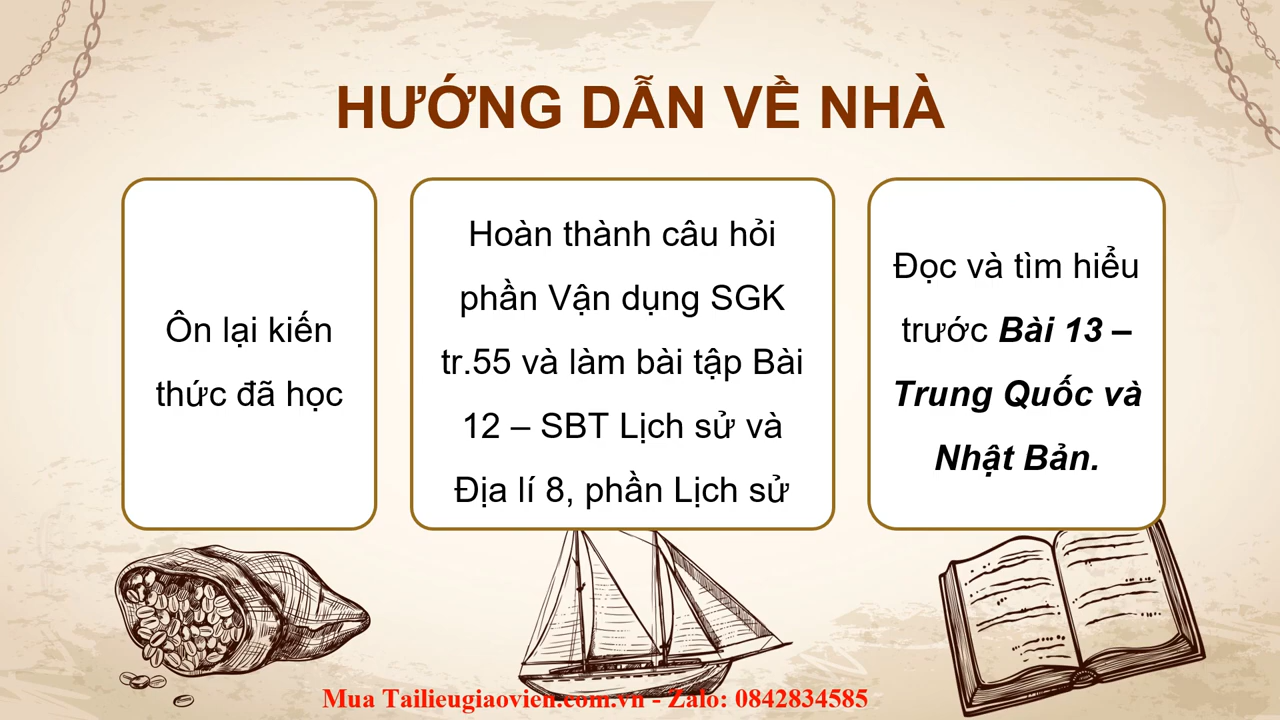 HƯỚNG DẪN VỀ NHÀ
Ôn lại kiến
thức đã học
Hoàn thành câu hỏi
phần Vận dụng SGK
tr.55 và làm bài tập Bài
12 – SBT Lịch sử và
Địa lí 8, phần Lịch sử
Đọc và tìm hiểu
trước Bài 13 –
Trung Quốc và
Nhật Bản.
Mua Tailieugiaovien.com.vn - Zalo: 0842834585